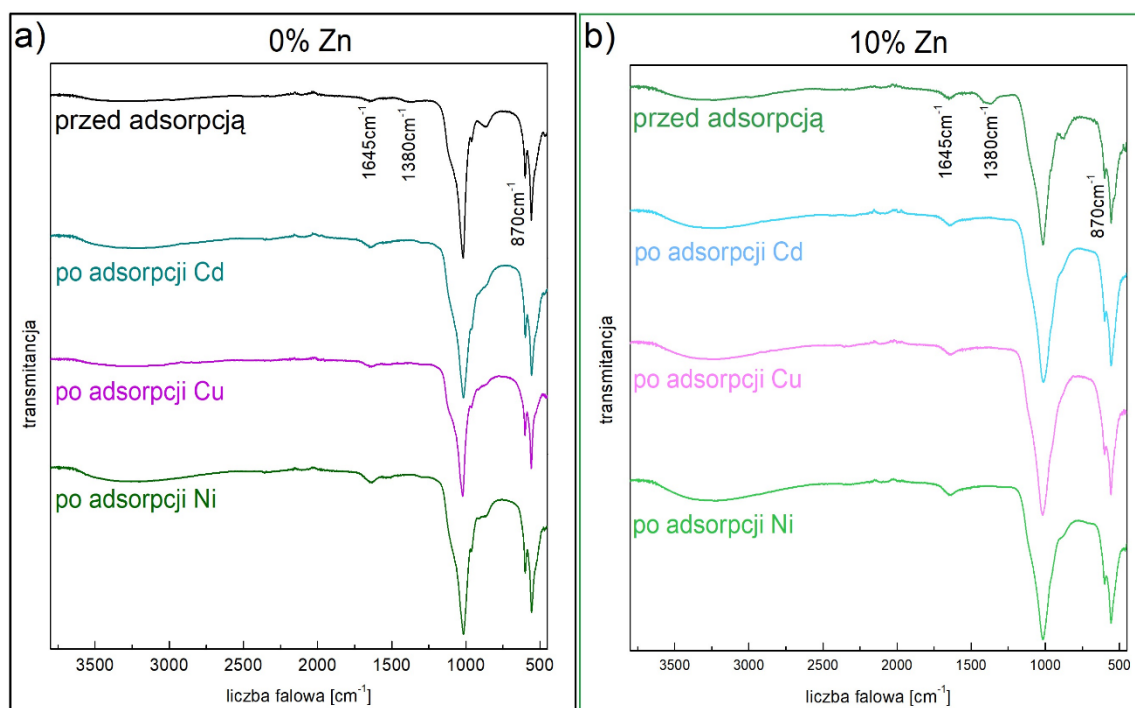 a)
0% Zn
przed adsorpcją
1645cm⁻¹
1380cm⁻¹
870cm⁻¹
po adsorpcji Cd
po adsorpcji Cu
po adsorpcji Ni
transmitancja
3500 3000 2500 2000 1500 1000 500
liczba falowa [cm⁻¹]
b)
10% Zn
przed adsorpcją
1645cm⁻¹
1380cm⁻¹
870cm⁻¹
po adsorpcji Cd
po adsorpcji Cu
po adsorpcji Ni
transmitancja
3500 3000 2500 2000 1500 1000 500
liczba falowa [cm⁻¹]